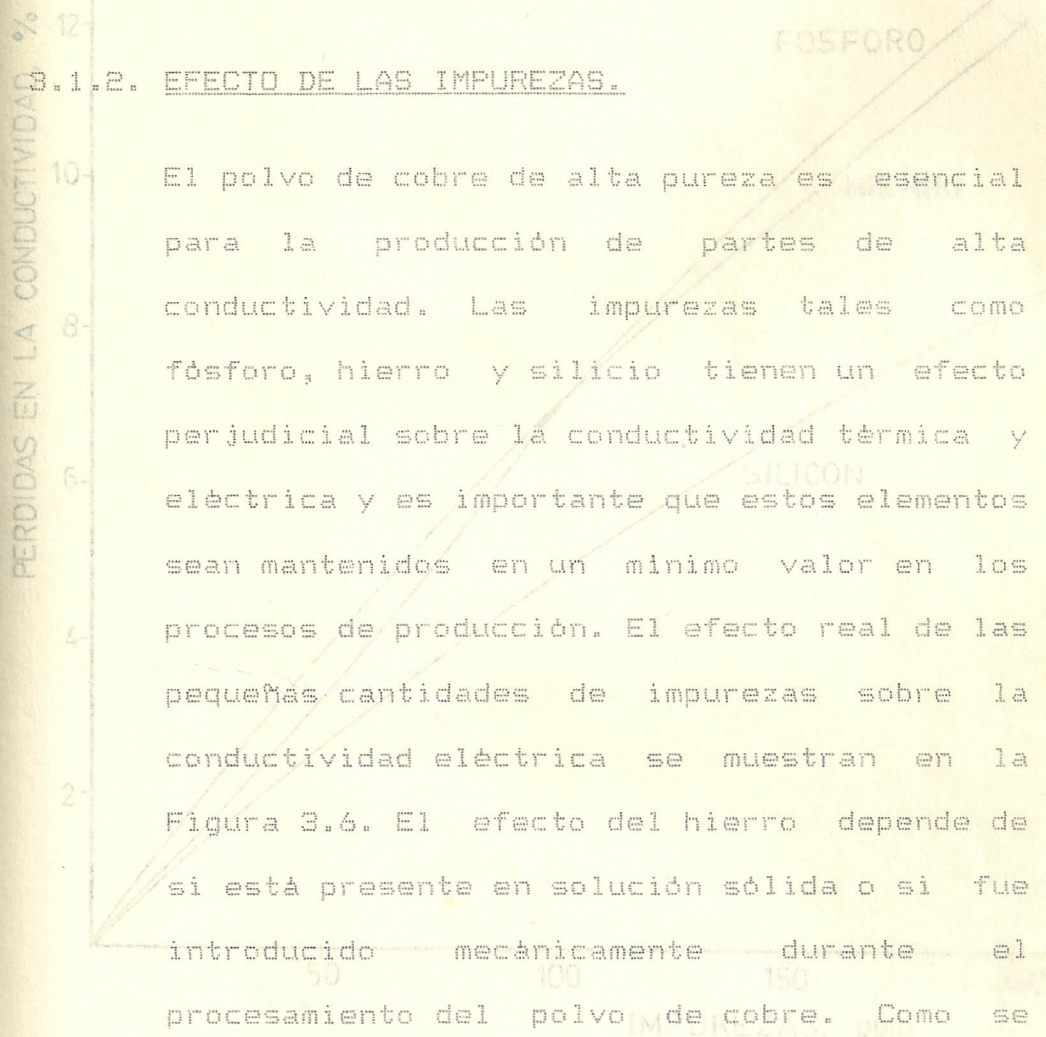 12
FOSFORO
3.1.2. EFECTO DE LAS IMPUREZAS.
PERDIDAS EN LA CONDUCTIVIDAD %
10
El polvo de cobre de alta pureza es esencial
para la producción de partes de alta
conductividad. Las impurezas tales como
8
fósforo, hierro y silicio tienen un efecto
perjudicial sobre la conductividad térmica y
6
SILICON
eléctrica y es importante que estos elementos
sean mantenidos en un minimo valor en los
4
procesos de producción. El efecto real de las
pequeñas cantidades de impurezas sobre la
conductividad eléctrica se muestran en la
2
Figura 3.6. El efecto del hierro depende de
si está presente en solución sólida o si fue
introducido mecánicamente durante el
50 100 150
procesamiento del polvo de cobre. Como se